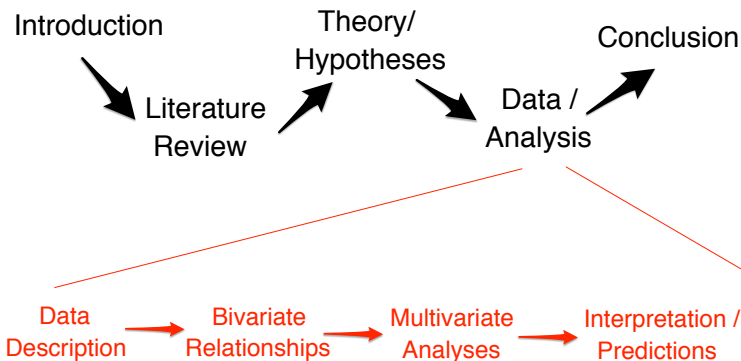 Introduction
Literature
Review
Theory/
Hypotheses
Data /
Analysis
Conclusion
Data
Description
Bivariate
Relationships
Multivariate
Analyses
Interpretation /
Predictions